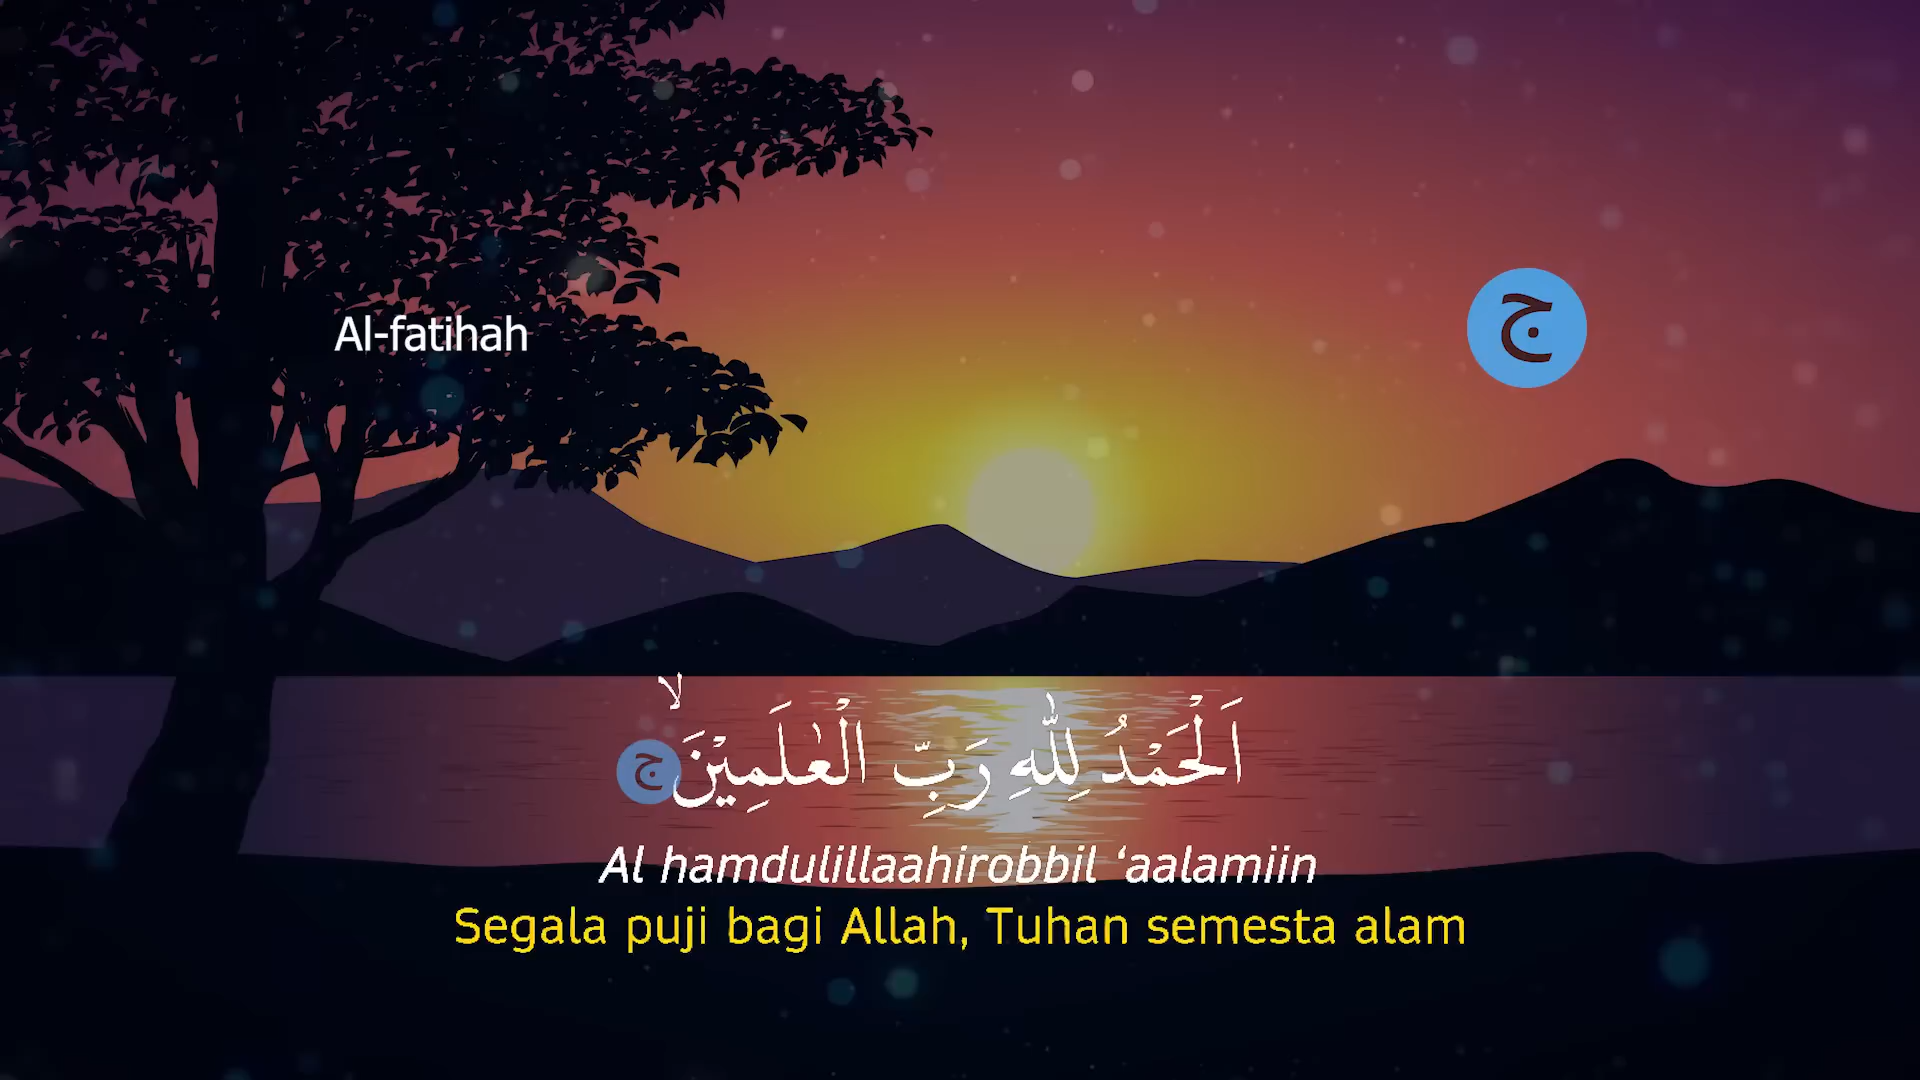 Al-fatihah
ج
اَلْحَمْدُ لِلّٰهِ رَبِّ الْعٰلَمِيْنَۙ ج
Al hamdulillaahirobbil ‘aalamiin
Segala puji bagi Allah, Tuhan semesta alam